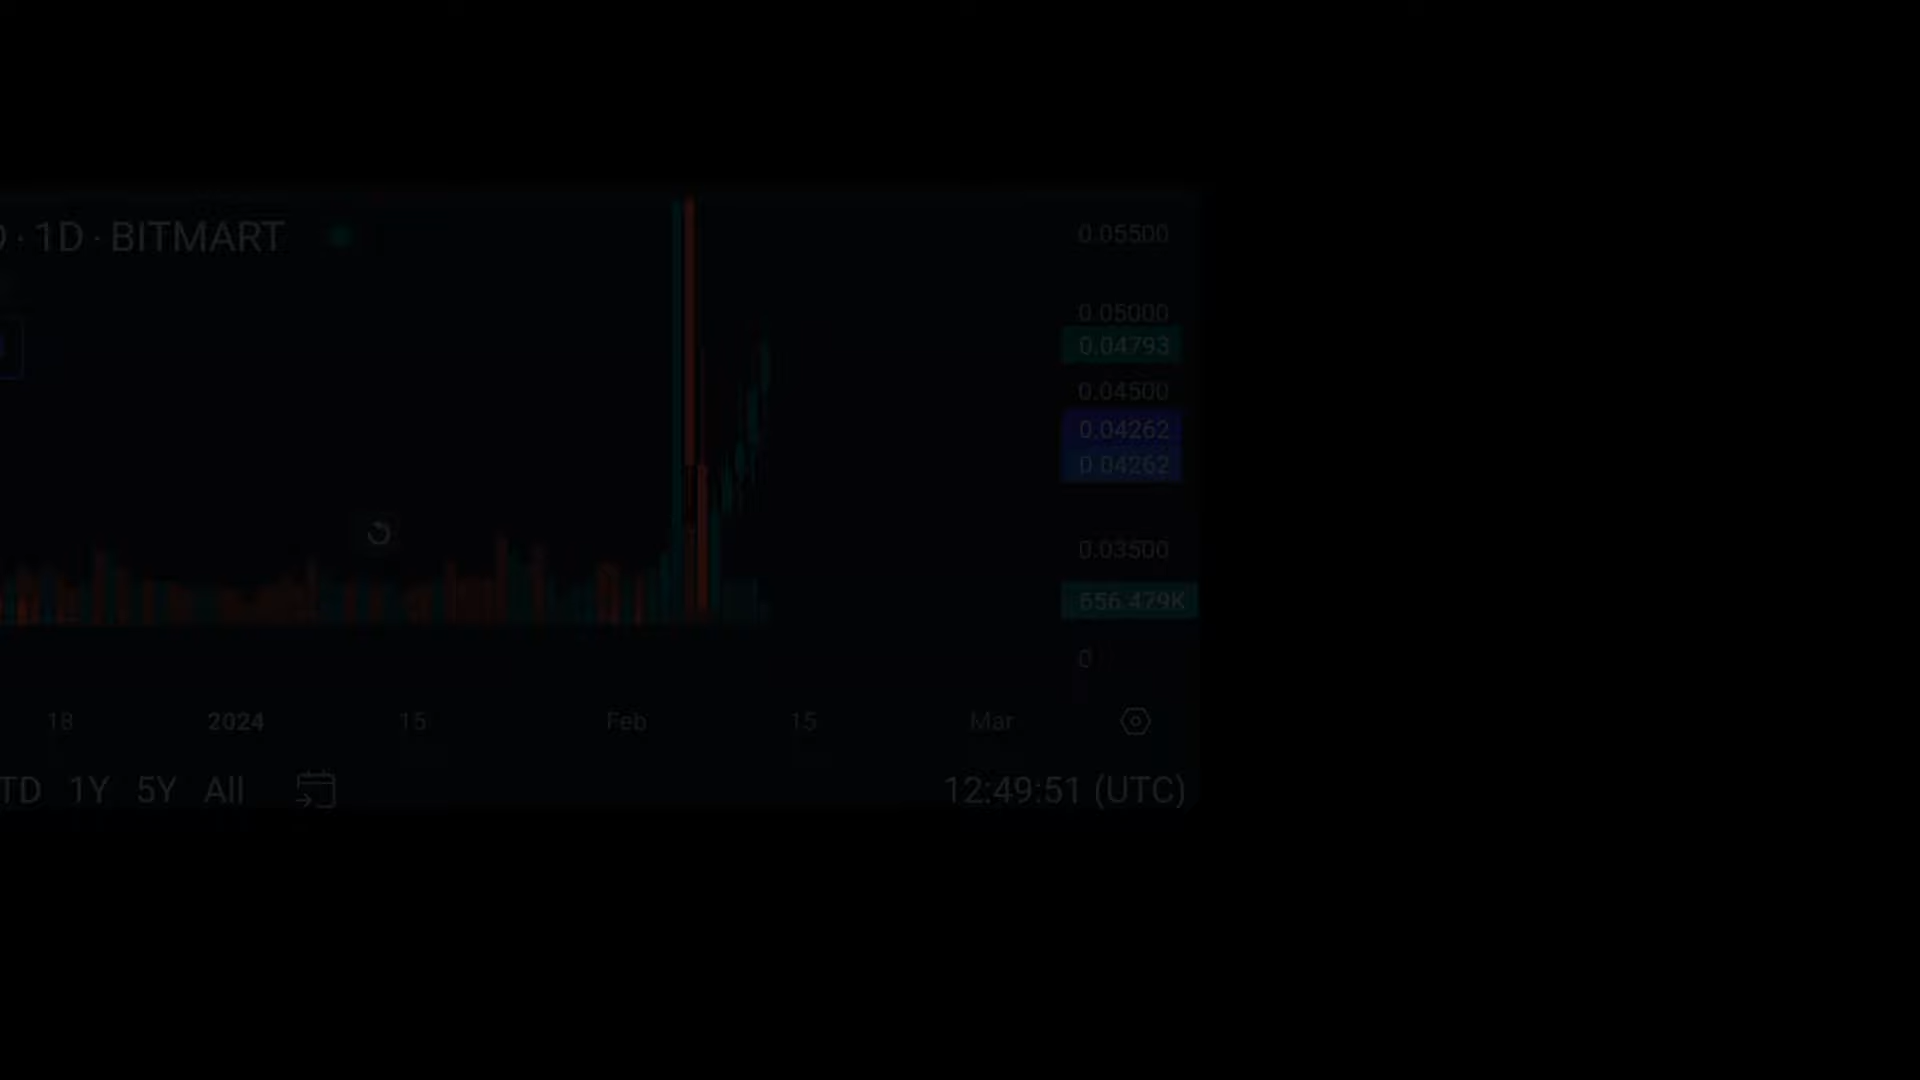 · 1D · BITMART
0.05500
0.05000
0.04793
0.04500
0.04262
0.04262
0.03500
656.479K
0
18 2024 15 Feb 15 Mar
TD 1Y 5Y All 12:49:51 (UTC)